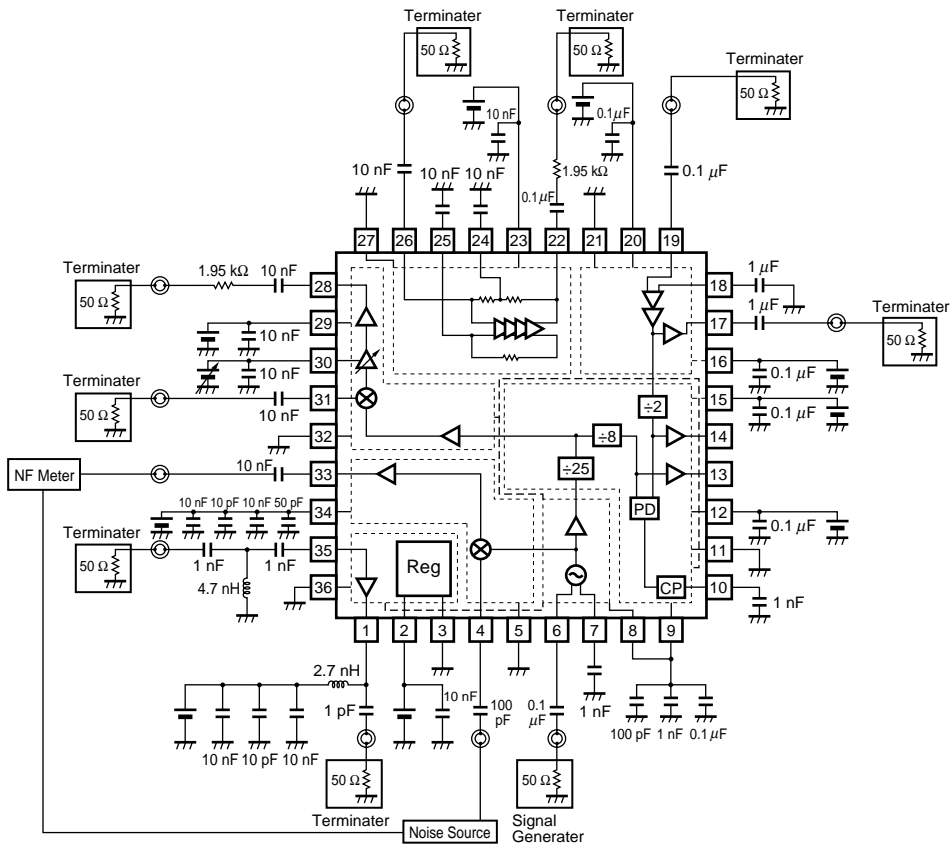 Terminater
50 Ω
Terminater
50 Ω
Terminater
50 Ω
10 nF
0.1 µF
10 nF
10 nF
10 nF
10 nF
1.95 kΩ
0.1 µF
0.1 µF
27
26
25
24
23
22
21
20
19
Terminater
50 Ω
1.95 kΩ
10 nF
28
18
1 µF
29
10 nF
17
1 µF
Terminater
50 Ω
30
10 nF
16
0.1 µF
Terminater
50 Ω
31
10 nF
15
0.1 µF
÷2
32
14
÷8
NF Meter
10 nF
33
÷25
13
10 nF
10 pF
10 nF
50 pF
34
PD
12
0.1 µF
Terminater
50 Ω
1 nF
1 nF
35
11
4.7 nH
36
Reg
CP
10
1 nF
1
2
3
4
5
6
7
8
9
2.7 nH
1 pF
10 nF
100 pF
0.1 µF
1 nF
10 nF
10 pF
10 nF
100 pF
1 nF
0.1 µF
50 Ω
Terminater
50 Ω
Signal
Generater
Noise Source